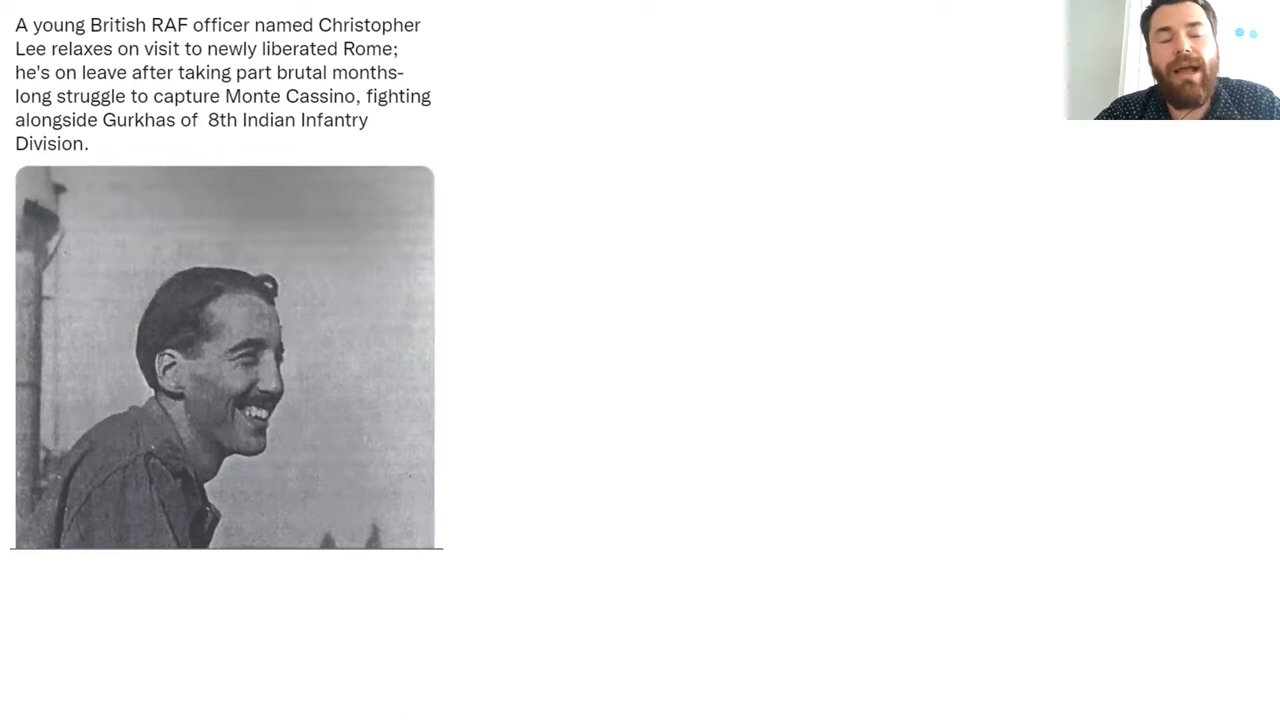 A young British RAF officer named Christopher
Lee relaxes on visit to newly liberated Rome;
he's on leave after taking part brutal months-
long struggle to capture Monte Cassino, fighting
alongside Gurkhas of  8th Indian Infantry
Division.